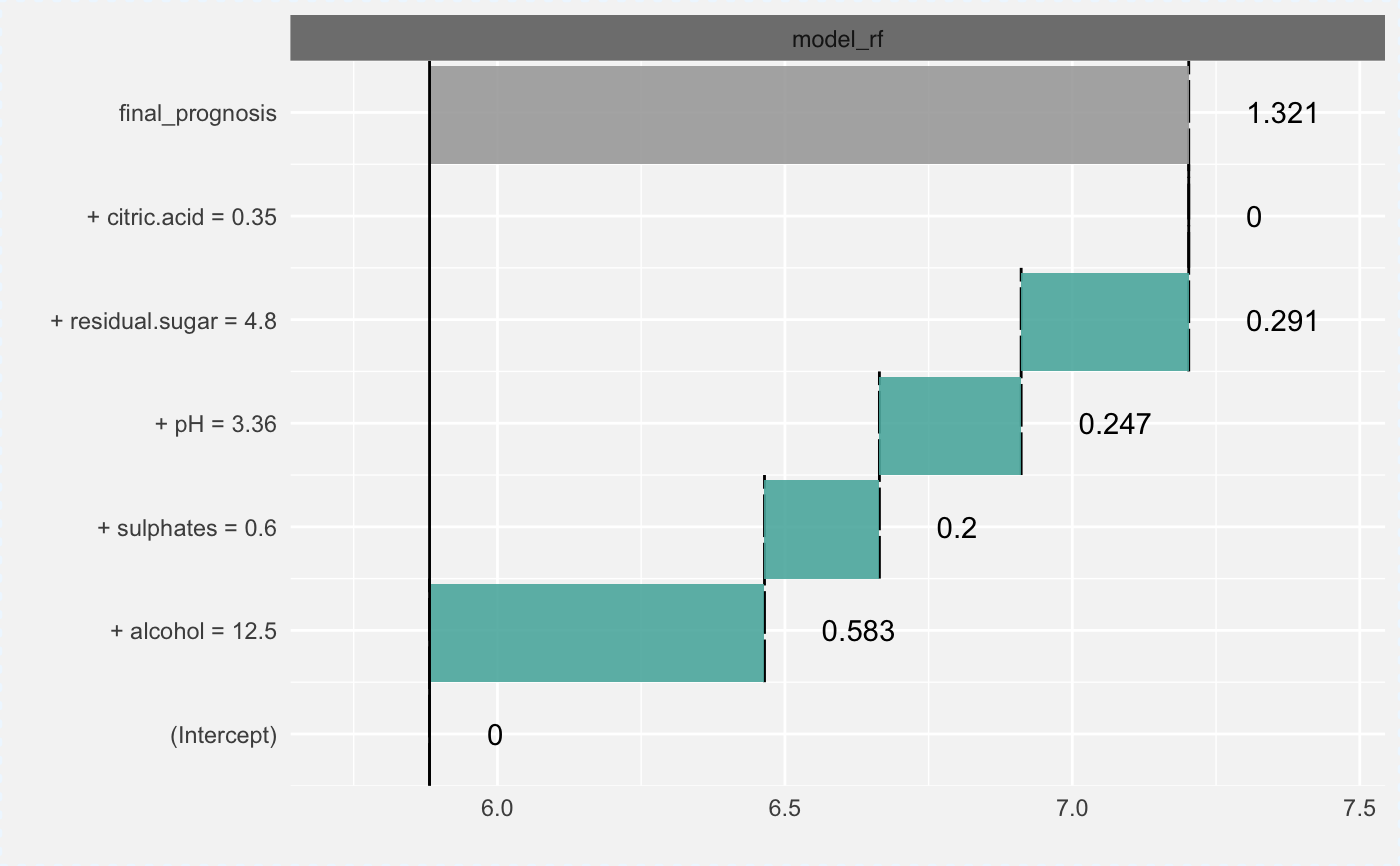 model_rf
final_prognosis 1.321
+ citric.acid = 0.35 0
+ residual.sugar = 4.8 0.291
+ pH = 3.36 0.247
+ sulphates = 0.6 0.2
+ alcohol = 12.5 0.583
(Intercept) 0
6.0 6.5 7.0 7.5